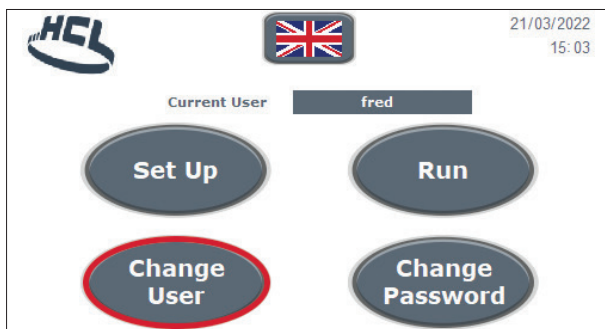 HCL
21/03/2022
15:03
Current User fred
Set Up
Run
Change
User
Change
Password